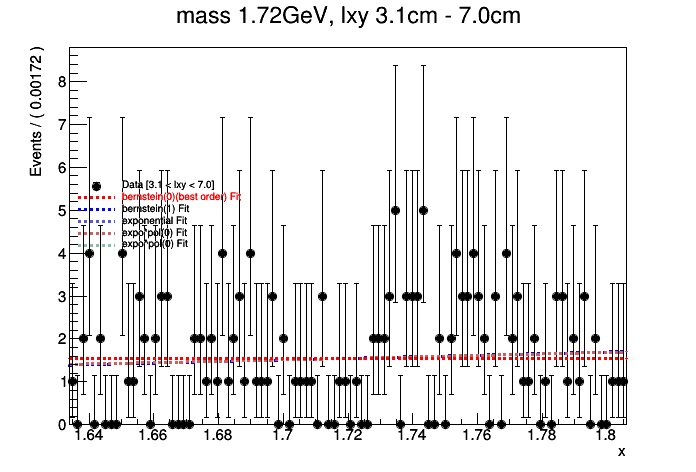 mass 1.72GeV, lxy 3.1cm - 7.0cm
Events / ( 0.00172 )
8
7
6
5
4
3
2
1
0
Data [3.1 < lxy < 7.0]
bernstein(0)(best order) Fit
bernstein(1) Fit
exponential Fit
expo*pol(0) Fit
expo*pol(0) Fit
1.64 1.66 1.68 1.7 1.72 1.74 1.76 1.78 1.8
x